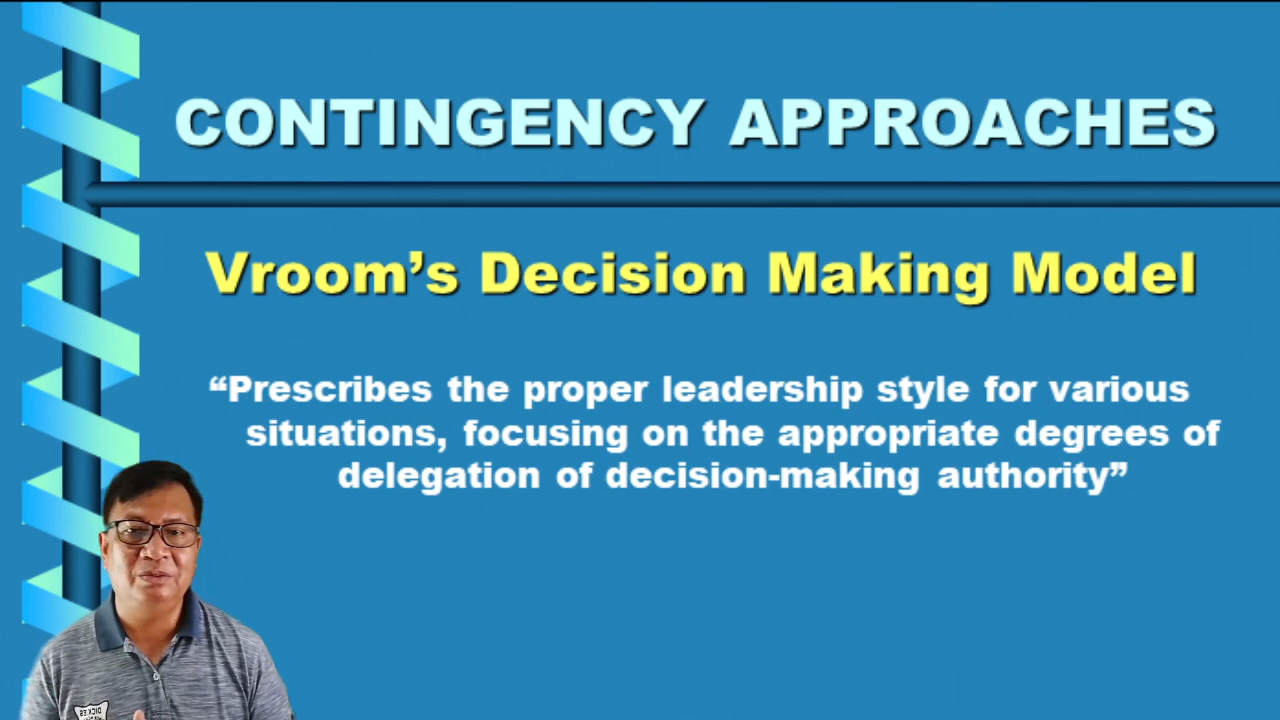 CONTINGENCY APPROACHES
Vroom’s Decision Making Model
“Prescribes the proper leadership style for various
situations, focusing on the appropriate degrees of
delegation of decision-making authority”
DICKIES